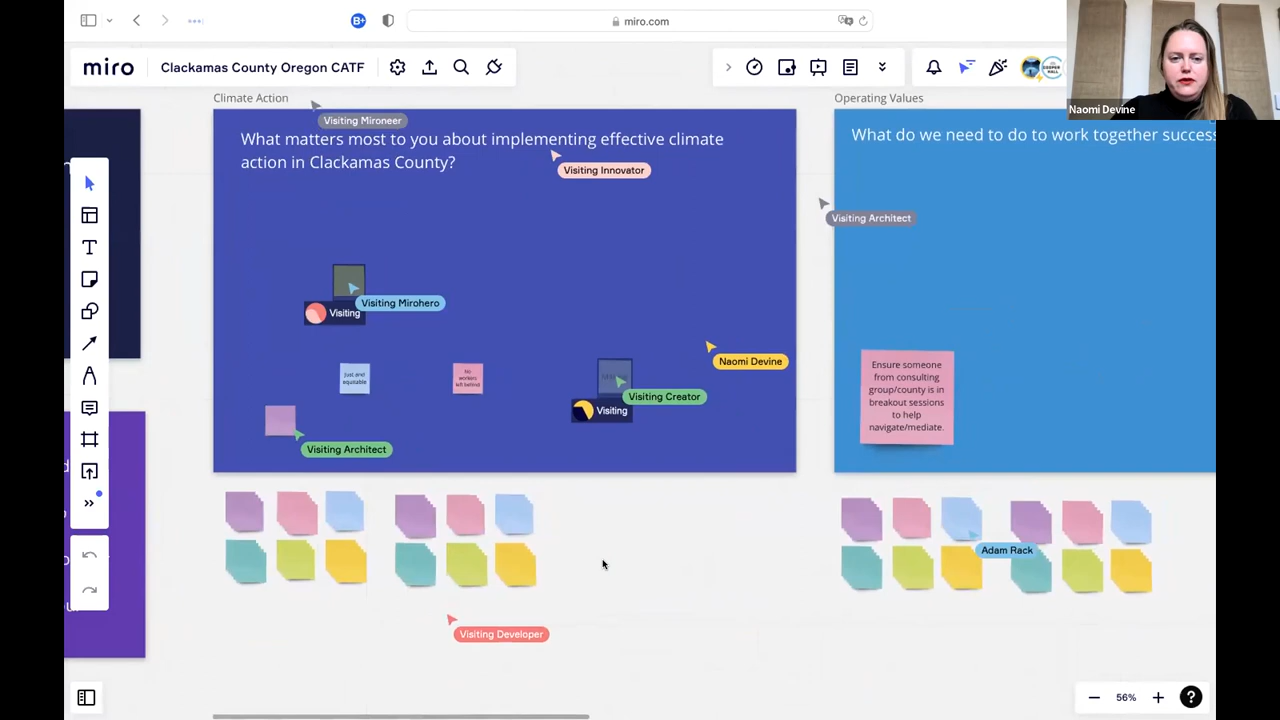 miro.com
miro
Clackamas County Oregon CATF
Naomi Devine
Climate Action
Operating Values
Visiting Mironeer
What matters most to you about implementing effective climate
action in Clackamas County?
What do we need to do to work together success
Visiting Innovator
Visiting Architect
Visiting Mirohero
Visiting
Naomi Devine
Just and
equitable
No
workers
left behind
Visiting Creator
Visiting
Visiting Architect
Ensure someone
from consulting
group/county is in
breakout sessions
to help
navigate/mediate.
Adam Rack
Visiting Developer
56%